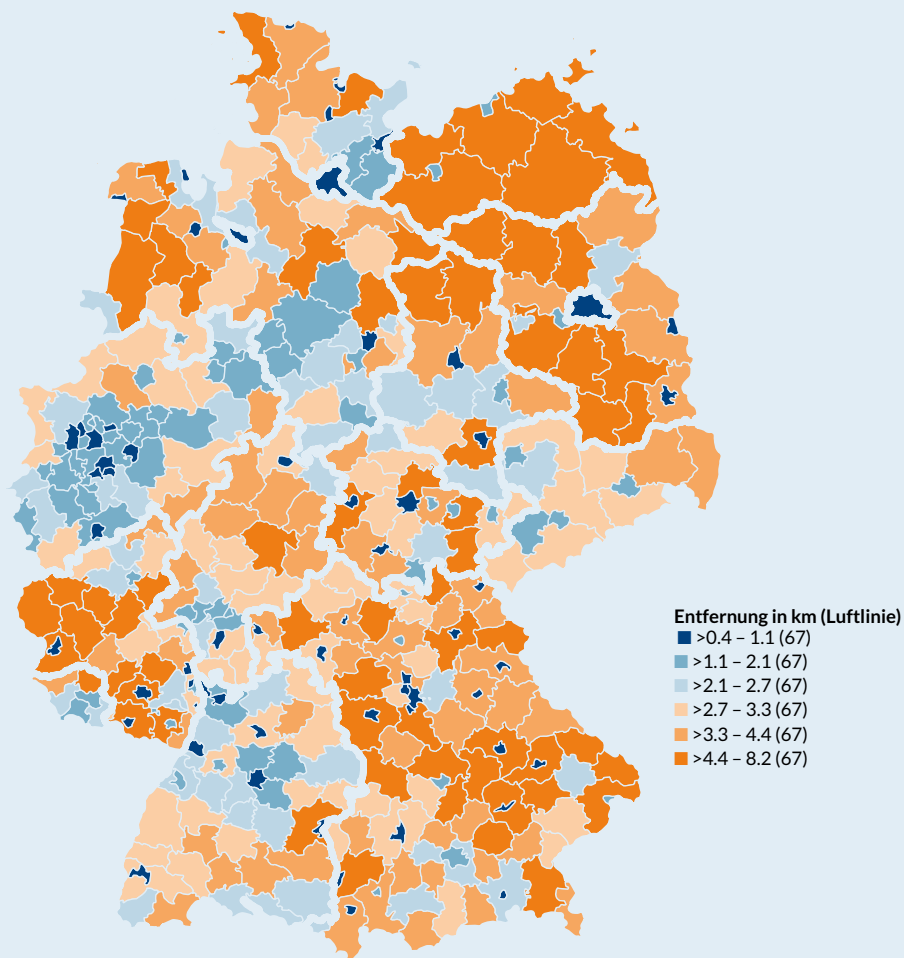 Entfernung in km (Luftlinie)
>0.4 – 1.1 (67)
>1.1 – 2.1 (67)
>2.1 – 2.7 (67)
>2.7 – 3.3 (67)
>3.3 – 4.4 (67)
>4.4 – 8.2 (67)